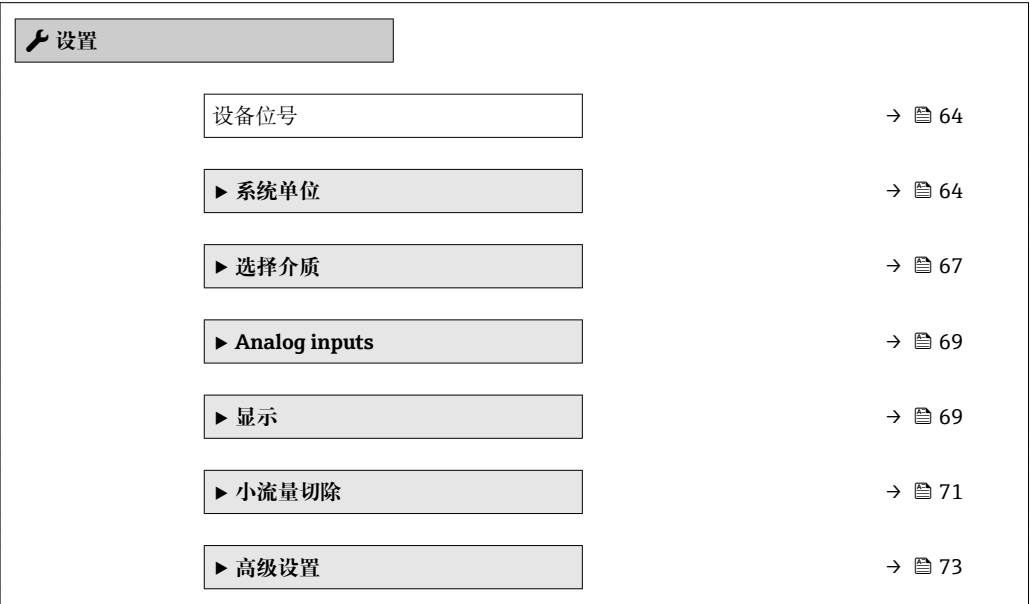 设置
设备位号 → 64
▶ 系统单位 → 64
▶ 选择介质 → 67
▶ Analog inputs → 69
▶ 显示 → 69
▶ 小流量切除 → 71
▶ 高级设置 → 73